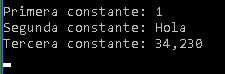 Primera constante: 1
Segunda constante: Hola
Tercera constante: 34,230